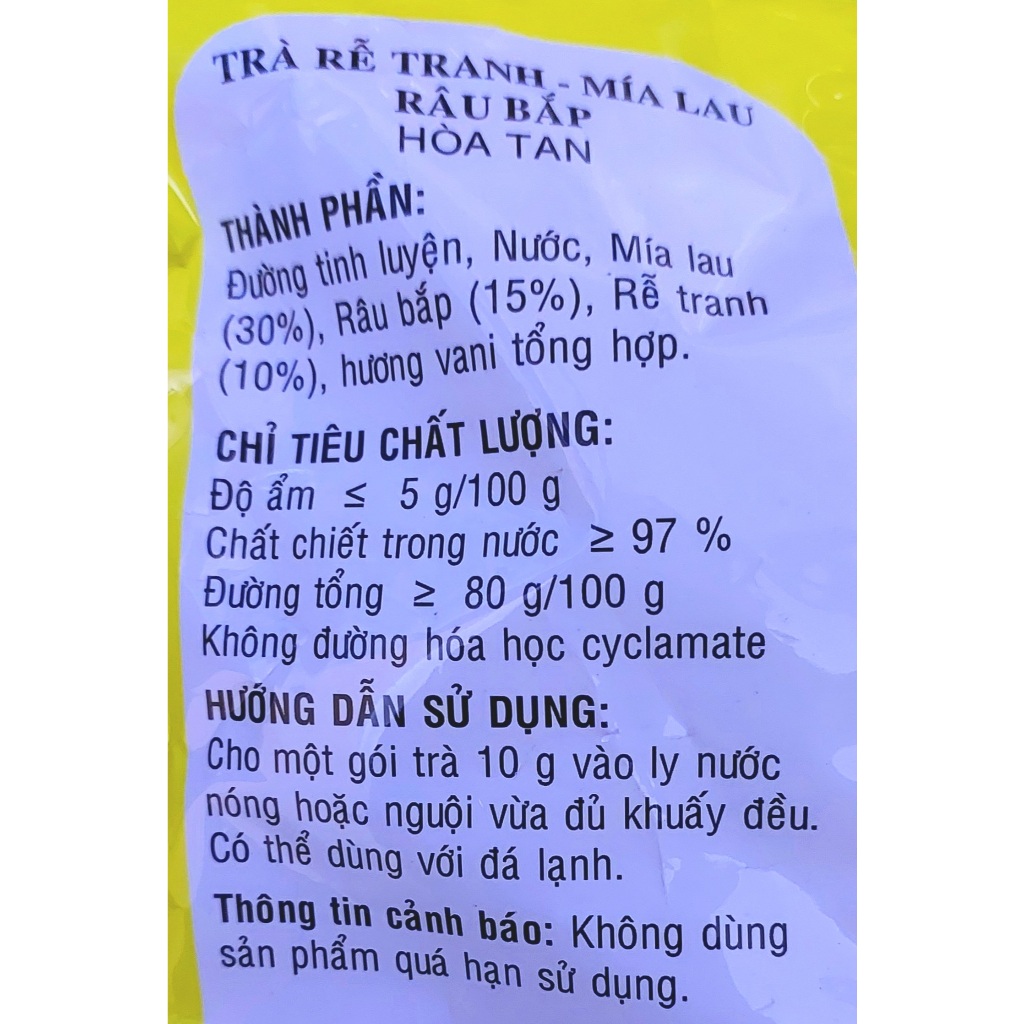 TRÀ RỄ TRANH - MÍA LAU
RÂU BẮP
HÒA TAN
THÀNH PHẦN:
Đường tinh luyện, Nước, Mía lau
(30%), Râu bắp (15%), Rễ tranh
(10%), hương vani tổng hợp.
CHỈ TIÊU CHẤT LƯỢNG:
Độ ẩm ≤ 5 g/100 g
Chất chiết trong nước ≥ 97 %
Đường tổng ≥ 80 g/100 g
Không đường hóa học cyclamate
HƯỚNG DẪN SỬ DỤNG:
Cho một gói trà 10 g vào ly nước
nóng hoặc nguội vừa đủ khuấy đều.
Có thể dùng với đá lạnh.
Thông tin cảnh báo: Không dùng
sản phẩm quá hạn sử dụng.